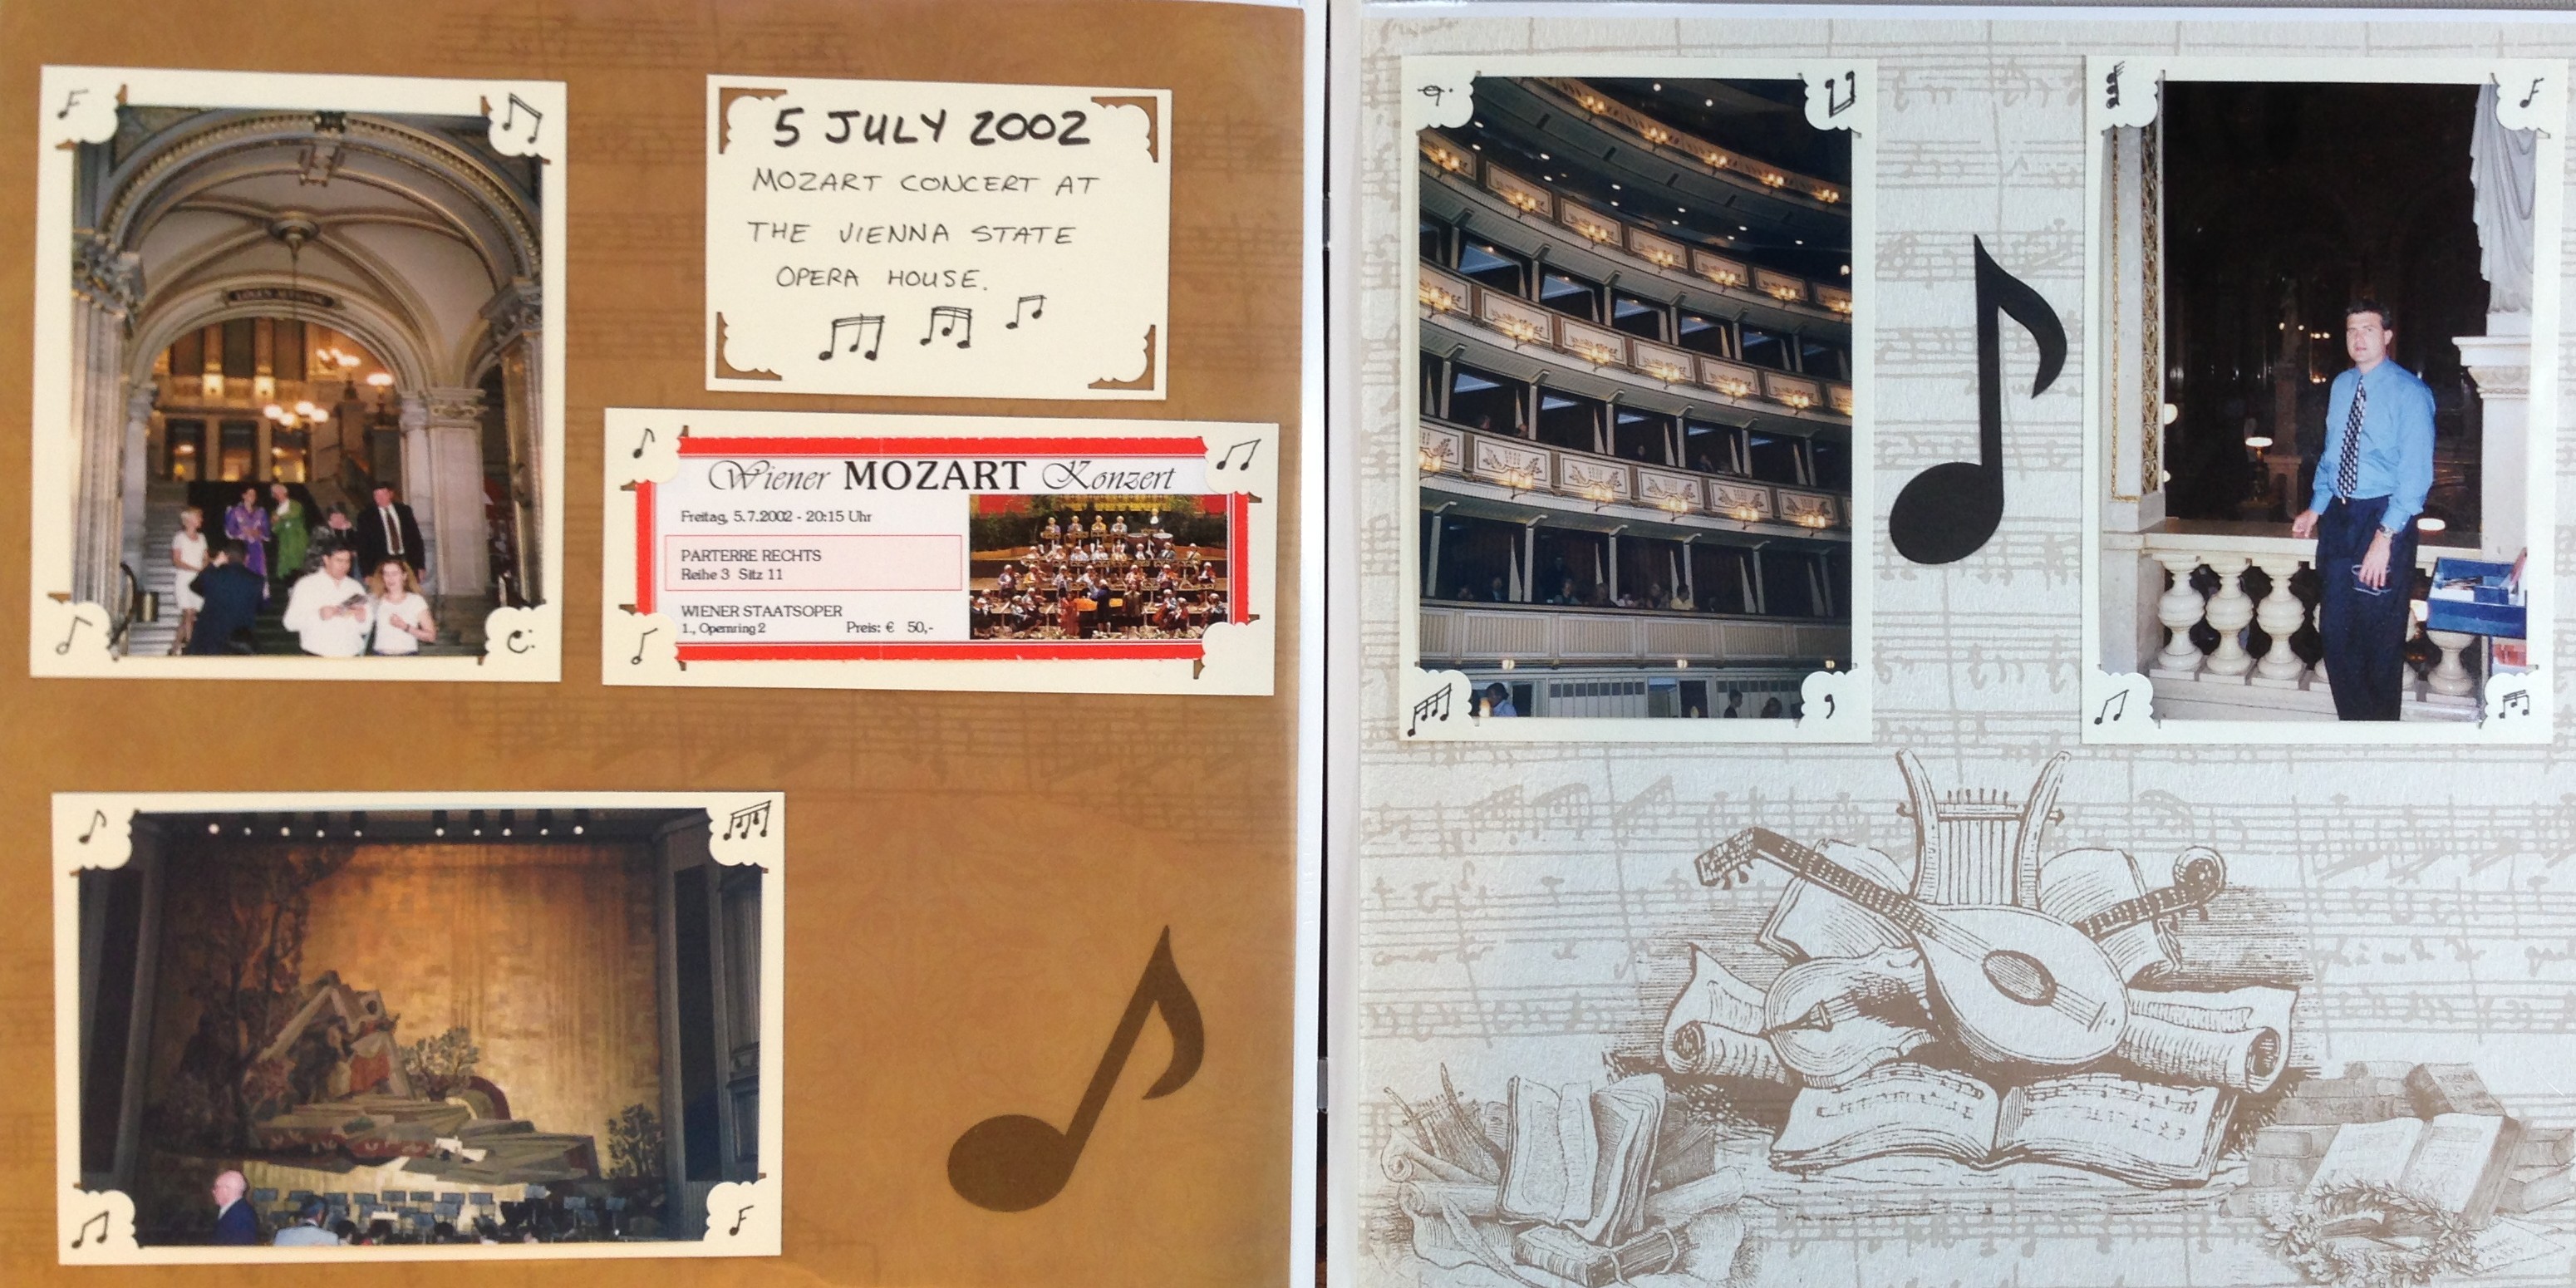 5 JULY 2002
MOZART CONCERT AT
THE VIENNA STATE
OPERA HOUSE.
Wiener MOZART Konzert
Freitag, 5.7.2002 - 20:15 Uhr
PARTERRE RECHTS
Reihe 3 Sitz 11
WIENER STAATSOPER
1., Opernring 2 Preis: € 50,-